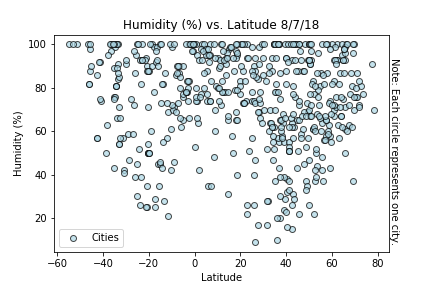 Humidity (%) vs. Latitude 8/7/18
Humidity (%)
100
80
60
40
20
Cities
−60
−40
−20
0
20
40
60
80
Latitude
Note: Each circle represents one city.